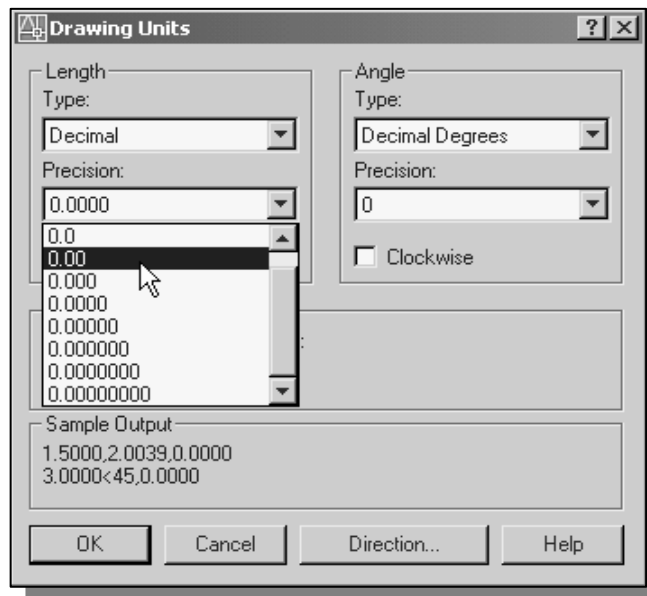 Drawing Units
Length
Type:
Decimal
Precision:
0.0000
0.0
0.00
0.000
0.0000
0.00000
0.000000
0.0000000
0.00000000
Angle
Type:
Decimal Degrees
Precision:
0
Clockwise
:
Sample Output
1.5000,2.0039,0.0000
3.0000<45,0.0000
OK
Cancel
Direction...
Help